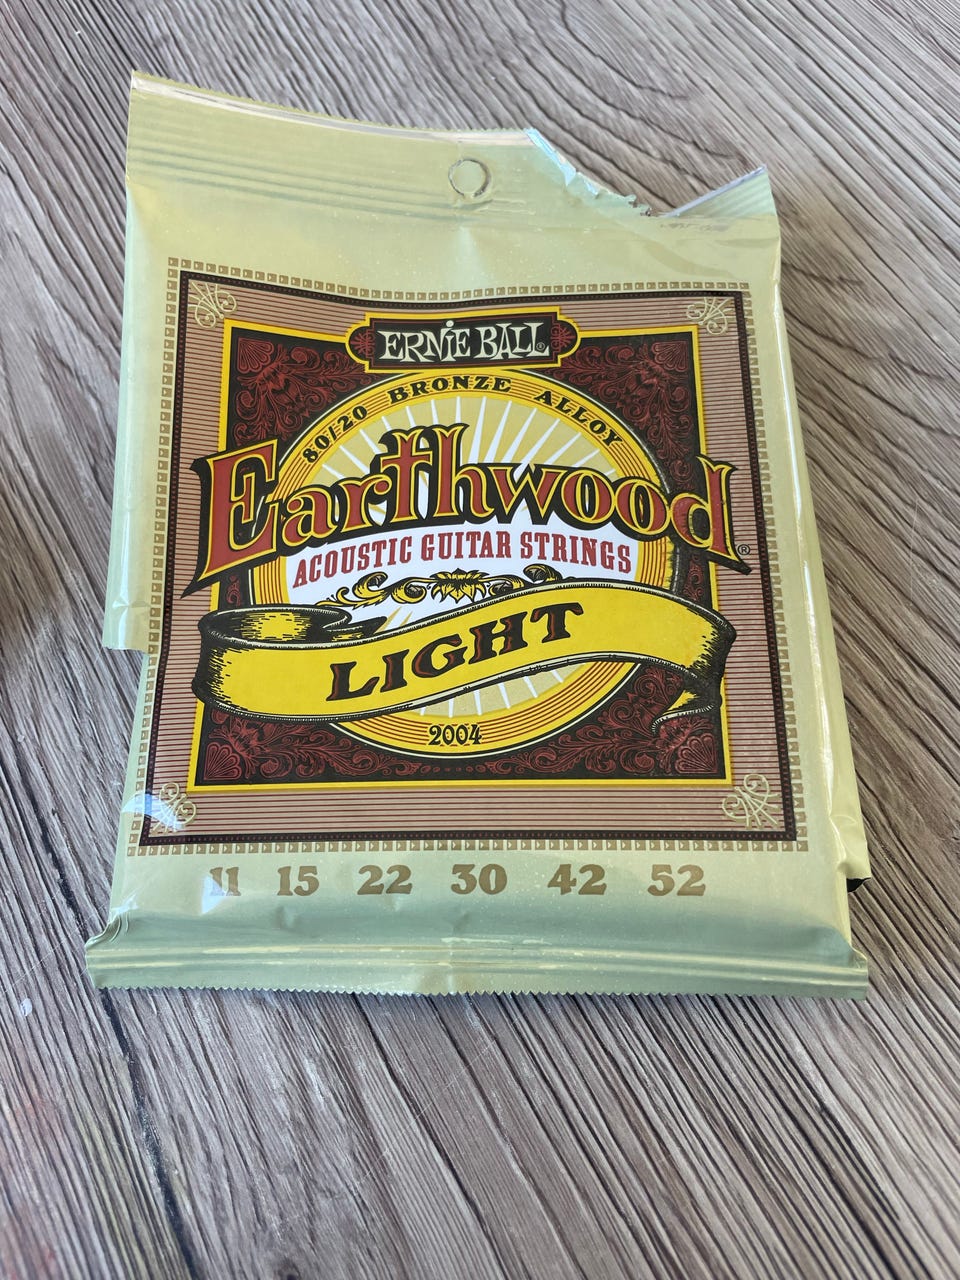 ERNIE BALL®
80/20 BRONZE ALLOY
Earthwood®
ACOUSTIC GUITAR STRINGS
LIGHT
2004
11 15 22 30 42 52